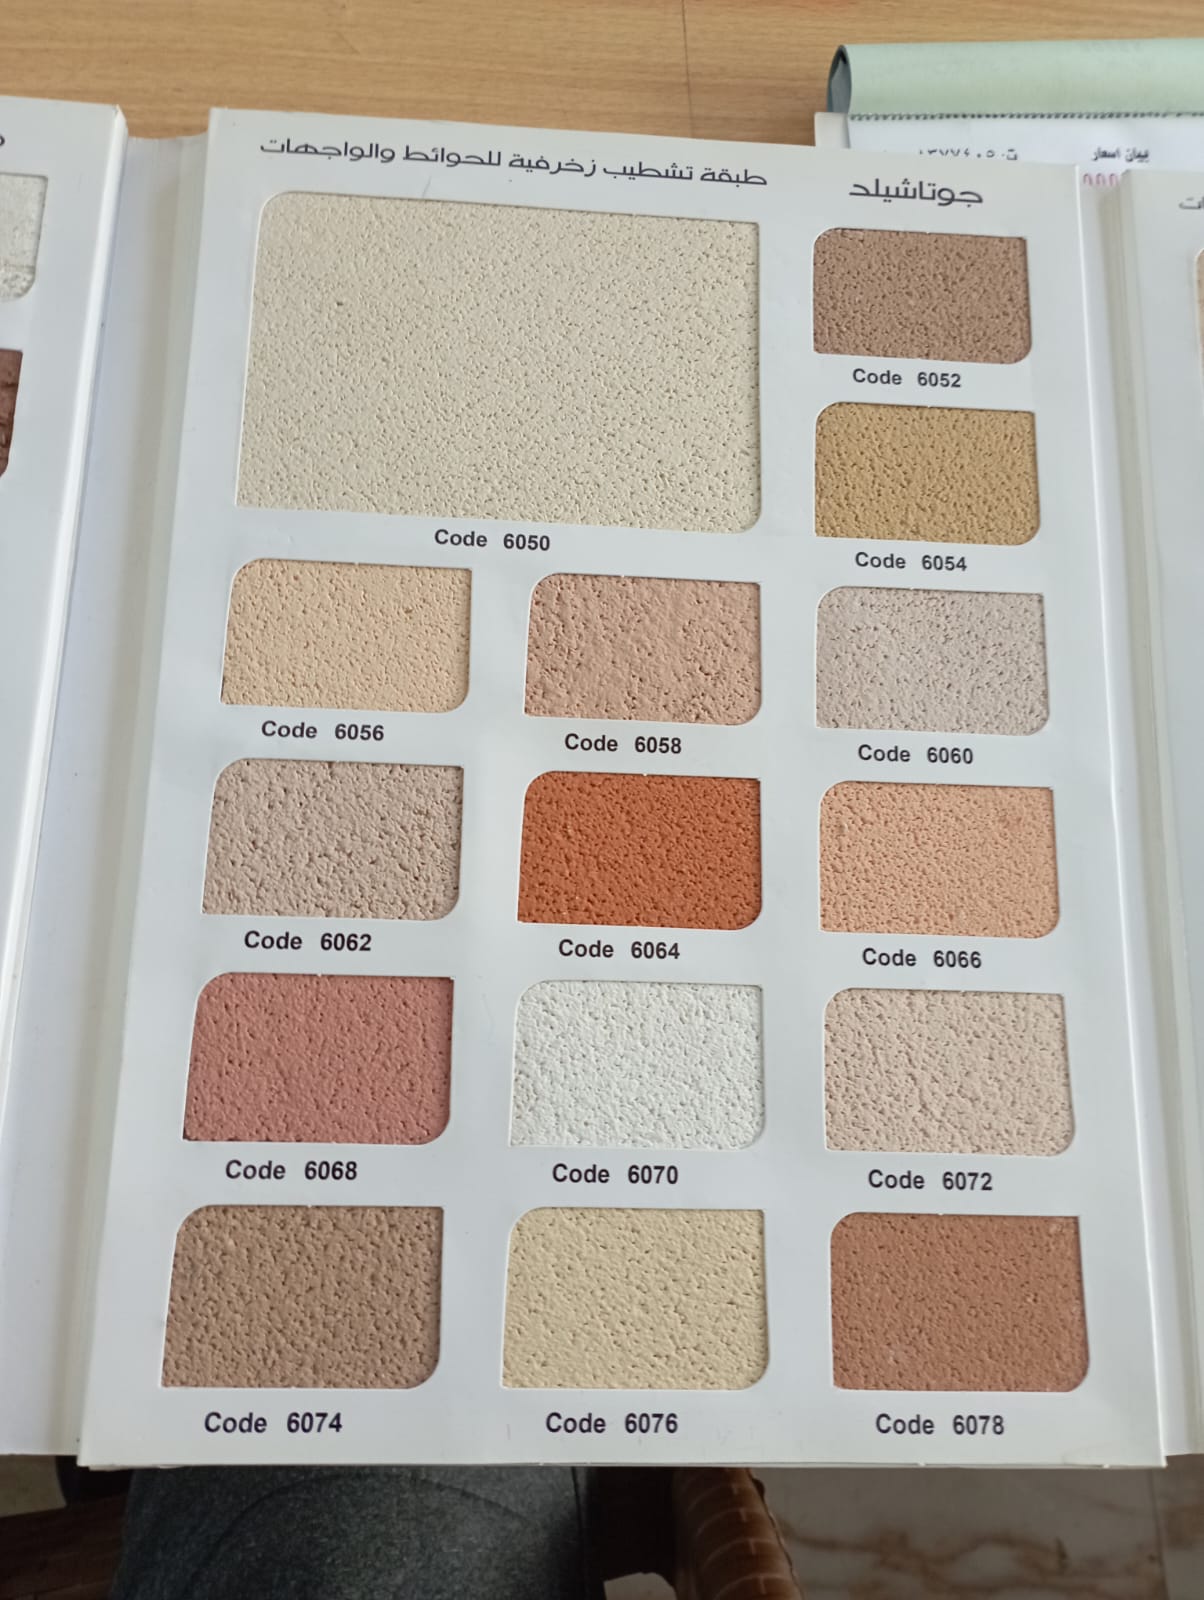 طبقة تشطيب زخرفية للحوائط والواجهات
جوتاشيلد
بيان اسعار
Code 6050
Code 6052
Code 6054
Code 6056
Code 6058
Code 6060
Code 6062
Code 6064
Code 6066
Code 6068
Code 6070
Code 6072
Code 6074
Code 6076
Code 6078